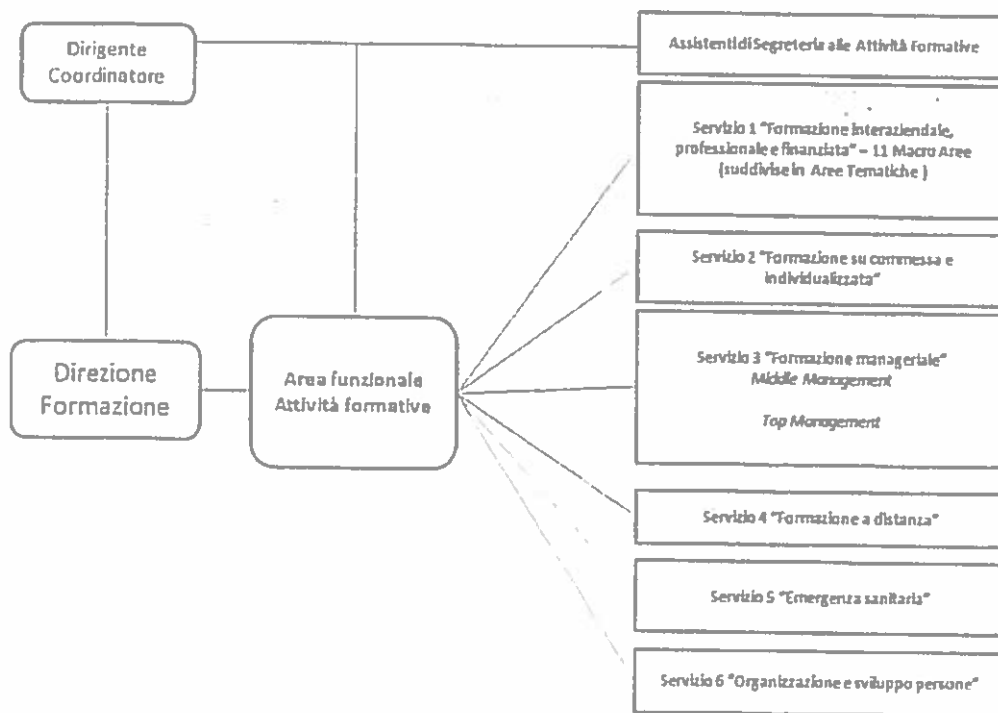 Dirigente
Coordinatore
Assistenti di Segreteria alle Attività Formative
Servizio 1 "Formazione interaziendale,
professionale e finanziata" – 11 Macro Aree
(suddivise in Aree Tematiche )
Servizio 2 "Formazione su commessa e
individualizzata"
Direzione
Formazione
Area funzionale
Attività formative
Servizio 3 "Formazione manageriale"
Middle Management
Top Management
Servizio 4 "Formazione a distanza"
Servizio 5 "Emergenza sanitaria"
Servizio 6 "Organizzazione e sviluppo persone"